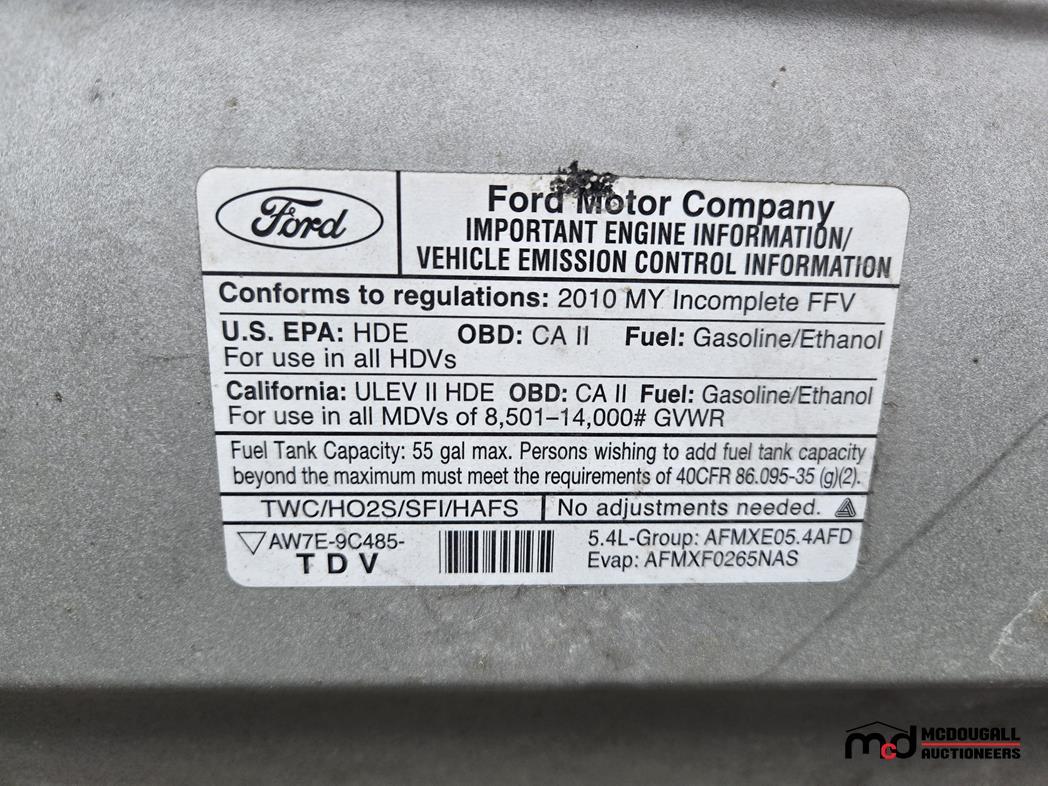 Ford
Ford Motor Company
IMPORTANT ENGINE INFORMATION/
VEHICLE EMISSION CONTROL INFORMATION
Conforms to regulations: 2010 MY Incomplete FFV
U.S. EPA: HDE OBD: CA II Fuel: Gasoline/Ethanol
For use in all HDVs
California: ULEV II HDE OBD: CA II Fuel: Gasoline/Ethanol
For use in all MDVs of 8,501–14,000# GVWR
Fuel Tank Capacity: 55 gal max. Persons wishing to add fuel tank capacity
beyond the maximum must meet the requirements of 40CFR 86.095-35 (g)(2).
TWC/HO2S/SFI/HAFS No adjustments needed.
AW7E-9C485-
TDV
5.4L-Group: AFMXE05.4AFD
Evap: AFMXF0265NAS
mcd MCDOUGALL
AUCTIONEERS